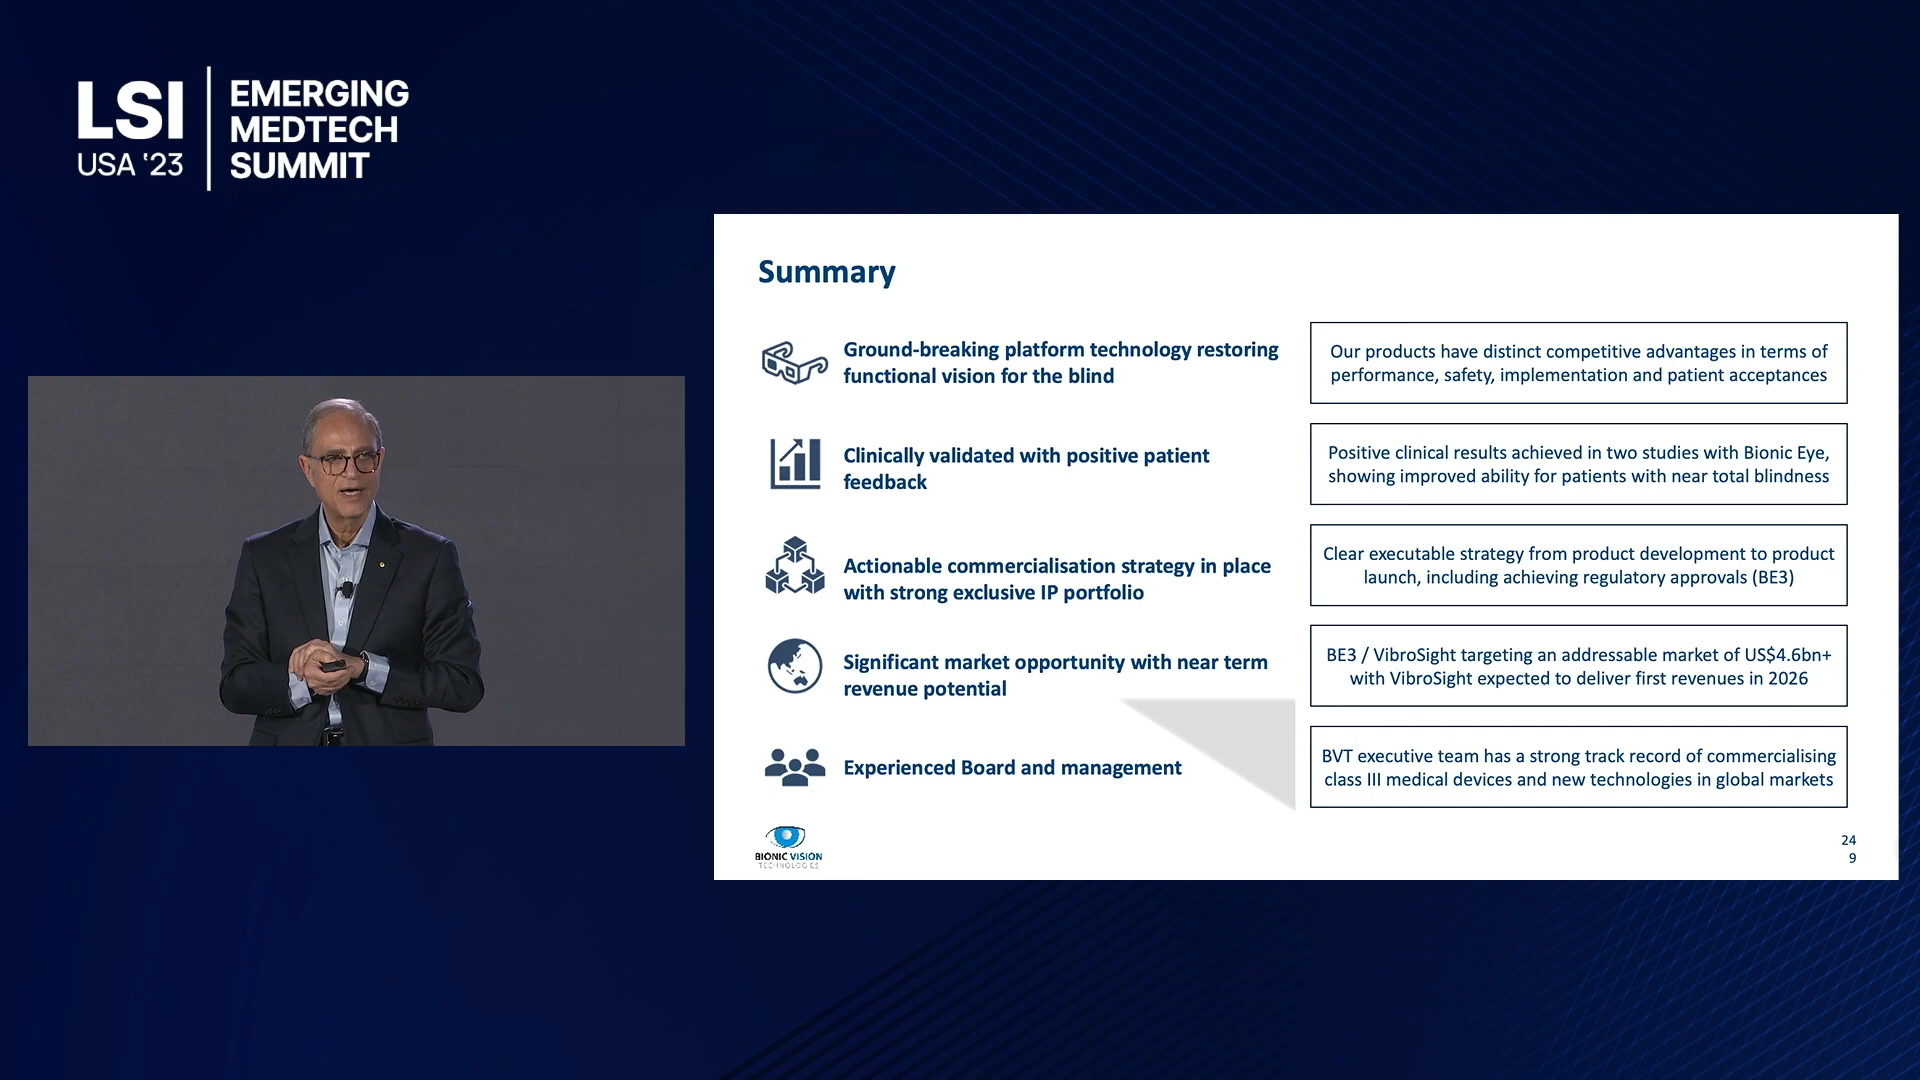 LSI
USA '23
EMERGING
MEDTECH
SUMMIT
Summary
Ground-breaking platform technology restoring
functional vision for the blind
Our products have distinct competitive advantages in terms of
performance, safety, implementation and patient acceptances
Clinically validated with positive patient
feedback
Positive clinical results achieved in two studies with Bionic Eye,
showing improved ability for patients with near total blindness
Actionable commercialisation strategy in place
with strong exclusive IP portfolio
Clear executable strategy from product development to product
launch, including achieving regulatory approvals (BE3)
Significant market opportunity with near term
revenue potential
BE3 / VibroSight targeting an addressable market of US$4.6bn+
with VibroSight expected to deliver first revenues in 2026
Experienced Board and management
BVT executive team has a strong track record of commercialising
class III medical devices and new technologies in global markets
BIONIC VISION
TECHNOLOGIES
24
9